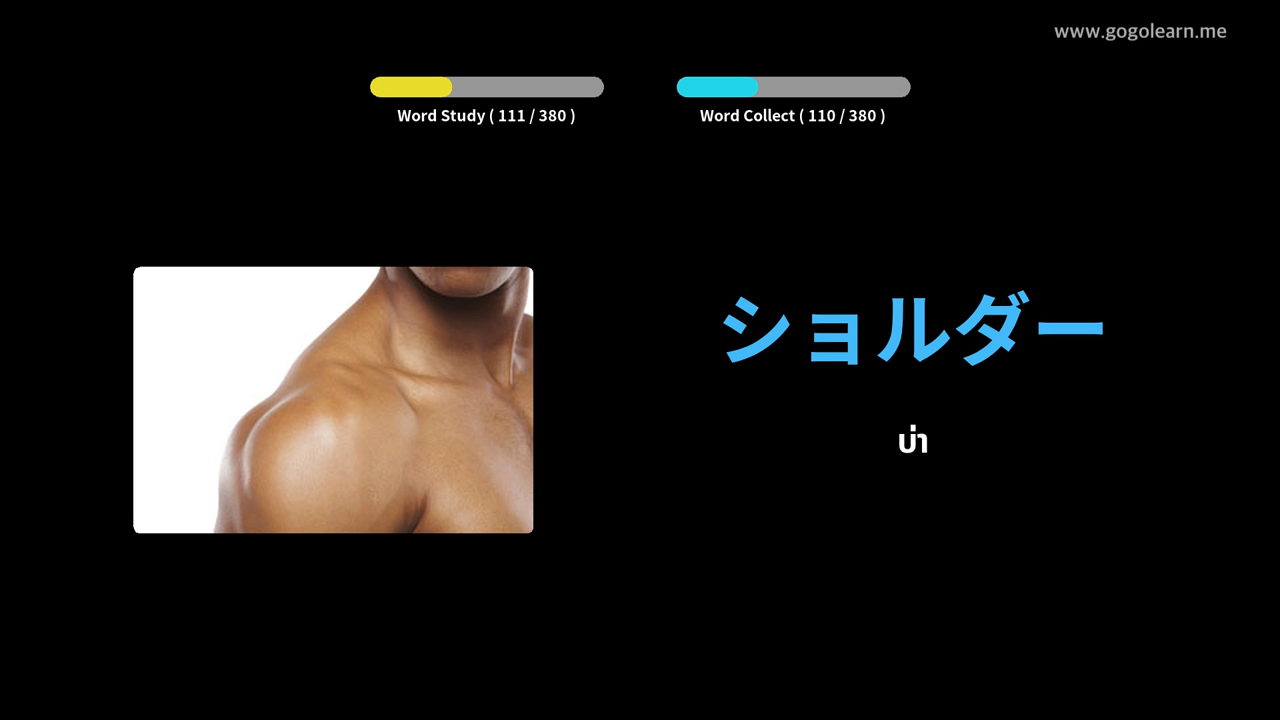 www.gogolearn.me
Word Study ( 111 / 380 )
Word Collect ( 110 / 380 )
ショルダー
บ่า